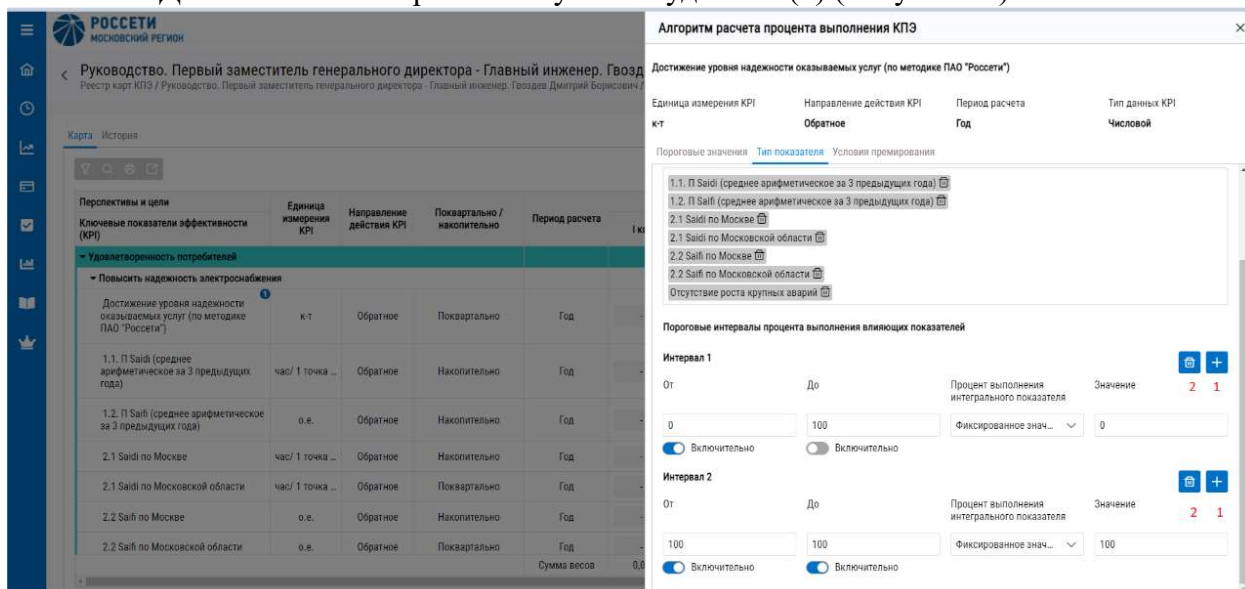 РОССЕТИ
МОСКОВСКИЙ РЕГИОН
Руководство. Первый заместитель генерального директора - Главный инженер. Гвозд
Реестр карт КПЭ / Руководство. Первый заместитель генерального директора - Главный инженер. Гвоздев Дмитрий Борисович /
Карта История
Перспективы и цели
Ключевые показатели эффективности (KPI)
Единица измерения KPI
Направление действия KPI
Поквартально / накопительно
Период расчета
I кв
Удовлетворенность потребителей
Повысить надежность электроснабжения
Достижение уровня надежности оказываемых услуг (по методике ПАО "Россети") 1 к-т Обратное Поквартально Год -
1.1. П Saidi (среднее арифметическое за 3 предыдущих года) час/ 1 точка ... Обратное Накопительно Год -
1.2. П Saifi (среднее арифметическое за 3 предыдущих года) о.е. Обратное Накопительно Год -
2.1 Saidi по Москве час/ 1 точка ... Обратное Накопительно Год -
2.1 Saidi по Московской области час/ 1 точка ... Обратное Поквартально Год -
2.2 Saifi по Москве о.е. Обратное Накопительно Год -
2.2 Saifi по Московской области о.е. Обратное Поквартально Год -
Сумма весов 0,0
Алгоритм расчета процента выполнения КПЭ
Достижение уровня надежности оказываемых услуг (по методике ПАО "Россети")
Единица измерения KPI Направление действия KPI Период расчета Тип данных KPI
к-т Обратное Год Числовой
Пороговые значения Тип показателя Условия премирования
1.1. П Saidi (среднее арифметическое за 3 предыдущих года)
1.2. П Saifi (среднее арифметическое за 3 предыдущих года)
2.1 Saidi по Москве
2.1 Saidi по Московской области
2.2 Saifi по Москве
2.2 Saifi по Московской области
Отсутствие роста крупных аварий
Пороговые интервалы процента выполнения влияющих показателей
Интервал 1
От До Процент выполнения интегрального показателя Значение 2 1
0 100 Фиксированное знач... 0
Включительно Включительно
Интервал 2
От До Процент выполнения интегрального показателя Значение 2 1
100 100 Фиксированное знач... 100
Включительно Включительно